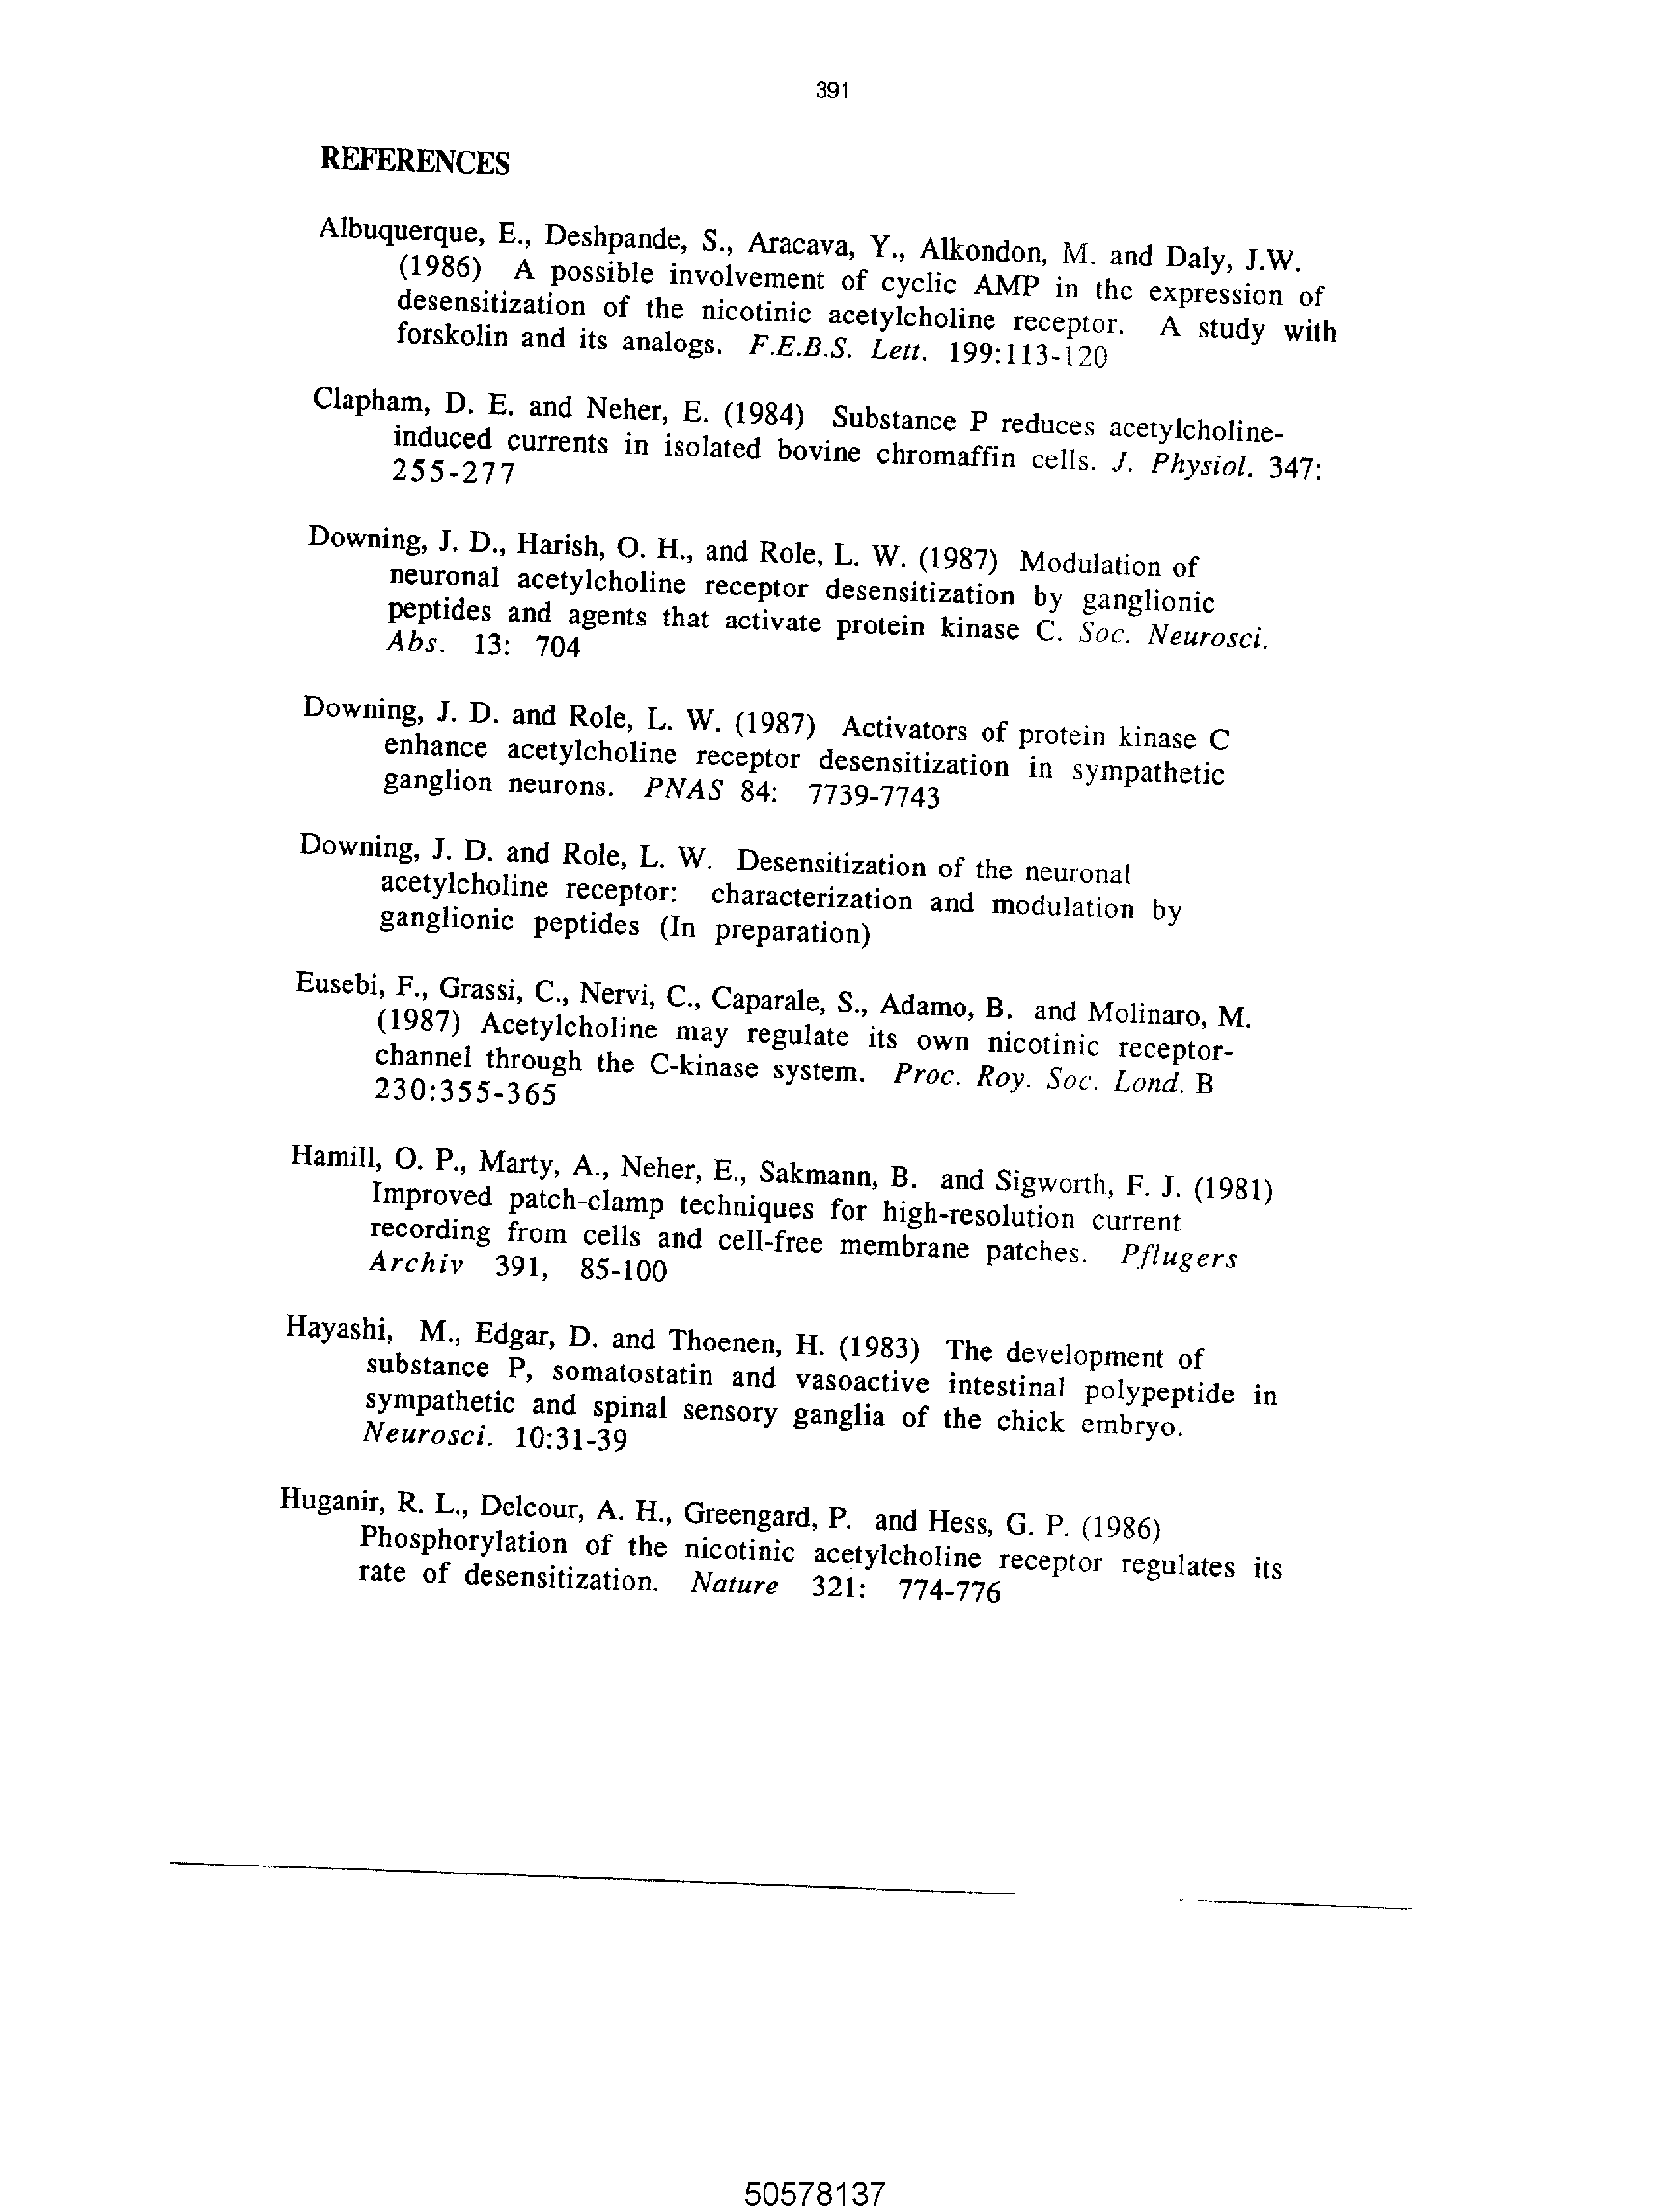 391
REFERENCES
Albuquerque, E., Deshpande, S., Aracava, Y., Alkondon, M. and Daly, J.W.
(1986) A possible involvement of cyclic AMP in the expression of
desensitization of the nicotinic acetylcholine receptor. A study with
forskolin and its analogs. F.E.B.S. Lett. 199:113-120
Clapham, D. E. and Neher, E. (1984) Substance P reduces acetylcholine-
induced currents in isolated bovine chromaffin cells. J. Physiol. 347:
255-277
Downing, J. D., Harish, O. H., and Role, L. W. (1987) Modulation of
neuronal acetylcholine receptor desensitization by ganglionic
peptides and agents that activate protein kinase C. Soc. Neurosci.
Abs. 13: 704
Downing, J. D. and Role, L. W. (1987) Activators of protein kinase C
enhance acetylcholine receptor desensitization in sympathetic
ganglion neurons. PNAS 84: 7739-7743
Downing, J. D. and Role, L. W. Desensitization of the neuronal
acetylcholine receptor: characterization and modulation by
ganglionic peptides (In preparation)
Eusebi, F., Grassi, C., Nervi, C., Caparale, S., Adamo, B. and Molinaro, M.
(1987) Acetylcholine may regulate its own nicotinic receptor-
channel through the C-kinase system. Proc. Roy. Soc. Lond. B
230:355-365
Hamill, O. P., Marty, A., Neher, E., Sakmann, B. and Sigworth, F. J. (1981)
Improved patch-clamp techniques for high-resolution current
recording from cells and cell-free membrane patches. Pflugers
Archiv 391, 85-100
Hayashi, M., Edgar, D. and Thoenen, H. (1983) The development of
substance P, somatostatin and vasoactive intestinal polypeptide in
sympathetic and spinal sensory ganglia of the chick embryo.
Neurosci. 10:31-39
Huganir, R. L., Delcour, A. H., Greengard, P. and Hess, G. P. (1986)
Phosphorylation of the nicotinic acetylcholine receptor regulates its
rate of desensitization. Nature 321: 774-776
50578137